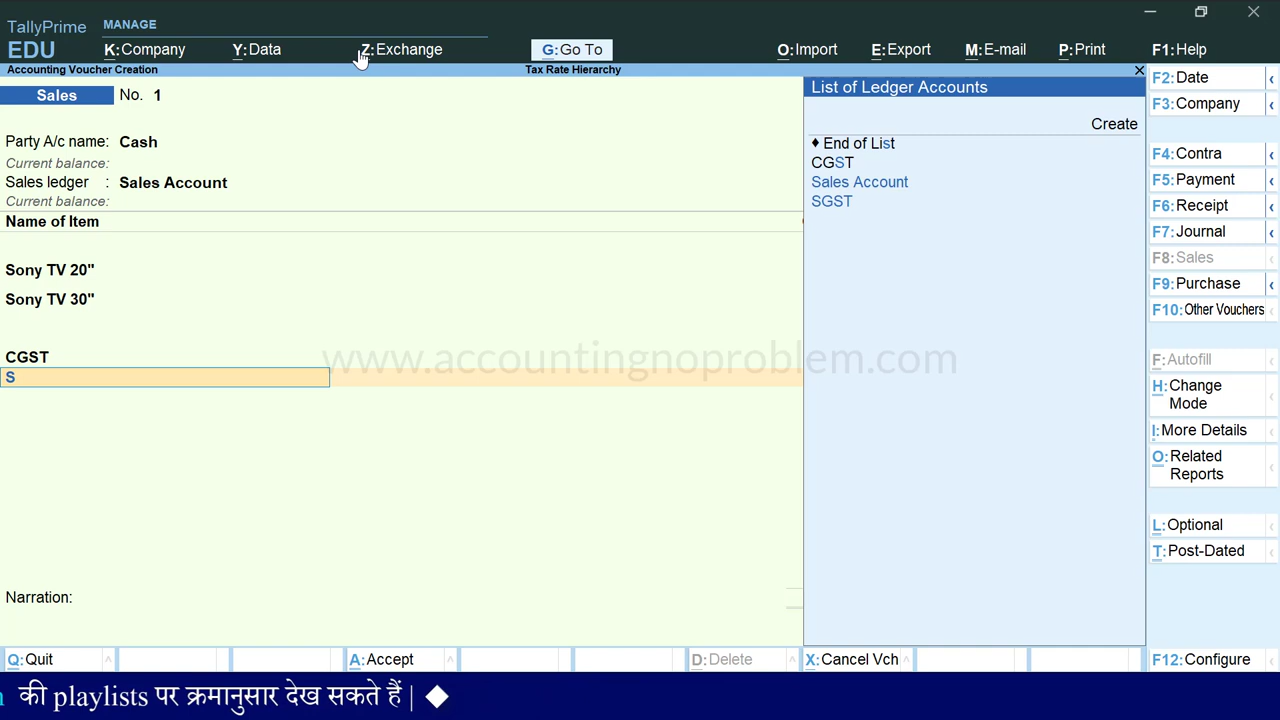 TallyPrime
EDU
MANAGE
K:Company
Y:Data
Z:Exchange
G:Go To
O:Import
E:Export
M:E-mail
P:Print
F1:Help
Accounting Voucher Creation
Tax Rate Hierarchy
Sales No. 1
Party A/c name: Cash
Current balance:
Sales ledger : Sales Account
Current balance:
Name of Item
Sony TV 20"
Sony TV 30"
CGST
S
Narration:
www.accountingnoproblem.com
List of Ledger Accounts
Create
♦ End of List
CGST
Sales Account
SGST
F2:Date
F3:Company
F4:Contra
F5:Payment
F6:Receipt
F7:Journal
F8:Sales
F9:Purchase
F10:Other Vouchers
F:Autofill
H:Change
Mode
I:More Details
O:Related
Reports
L:Optional
T:Post-Dated
Q:Quit
A:Accept
D:Delete
X:Cancel Vch
F12:Configure
की playlists पर क्रमानुसार देख सकते हैं | ◆